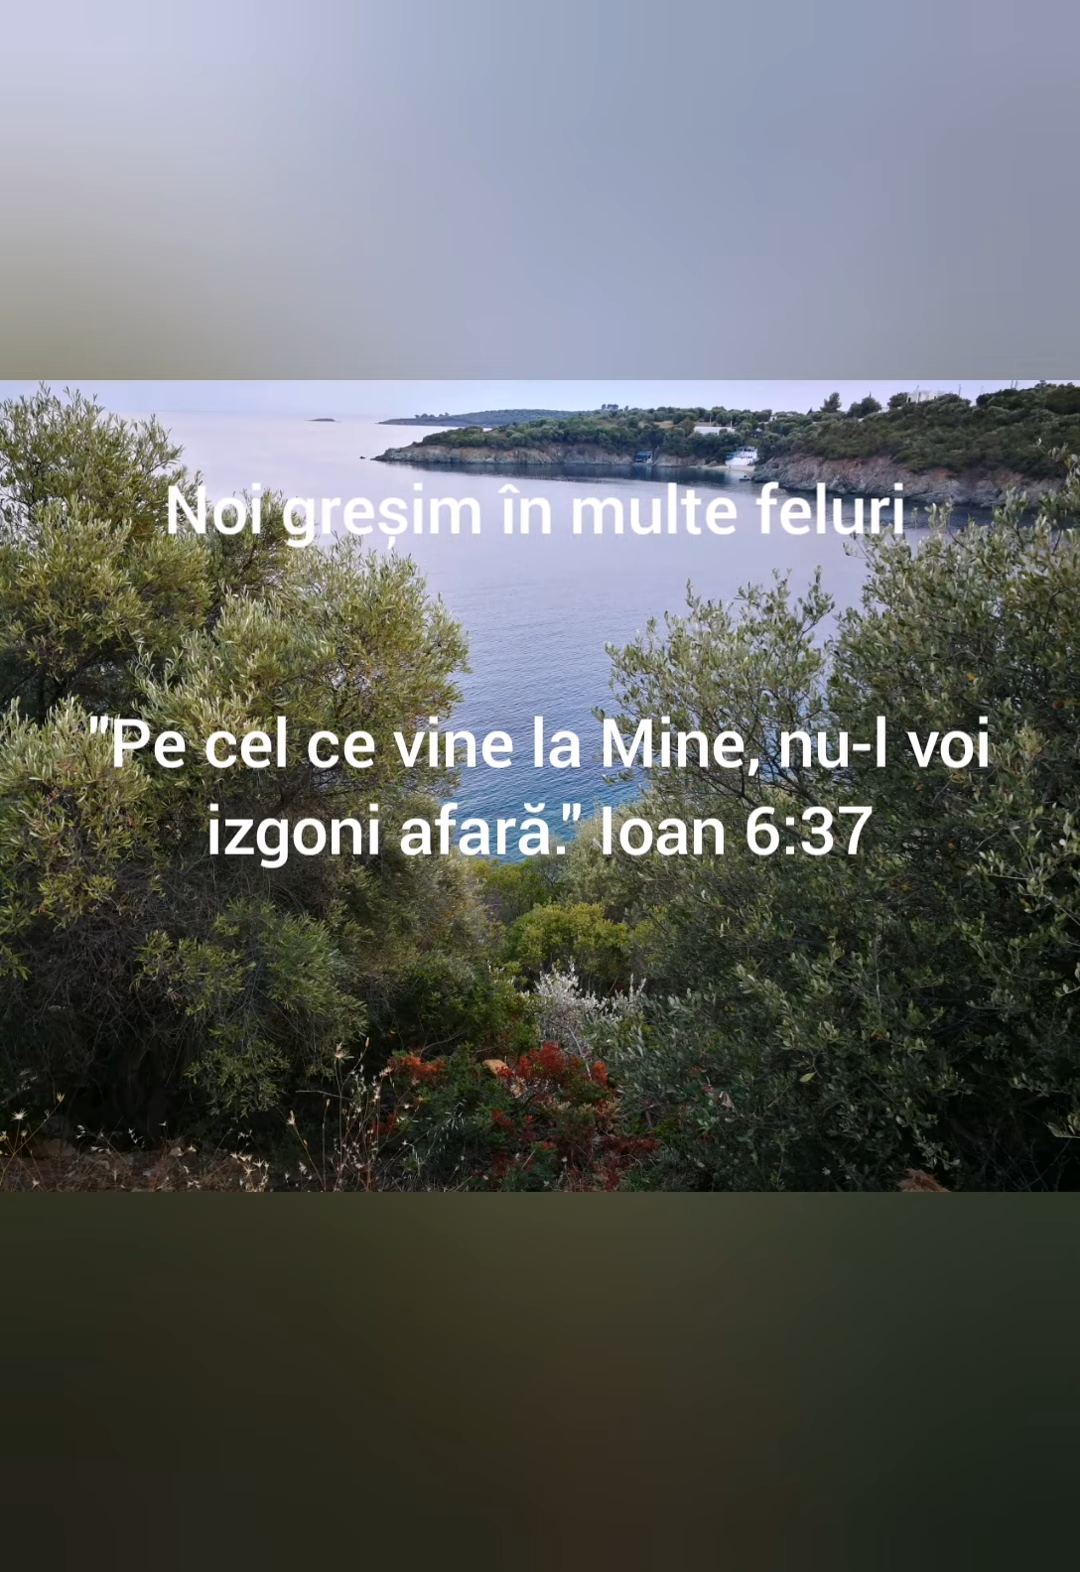 Noi greșim în multe feluri
"Pe cel ce vine la Mine, nu-l voi
izgoni afară." Ioan 6:37